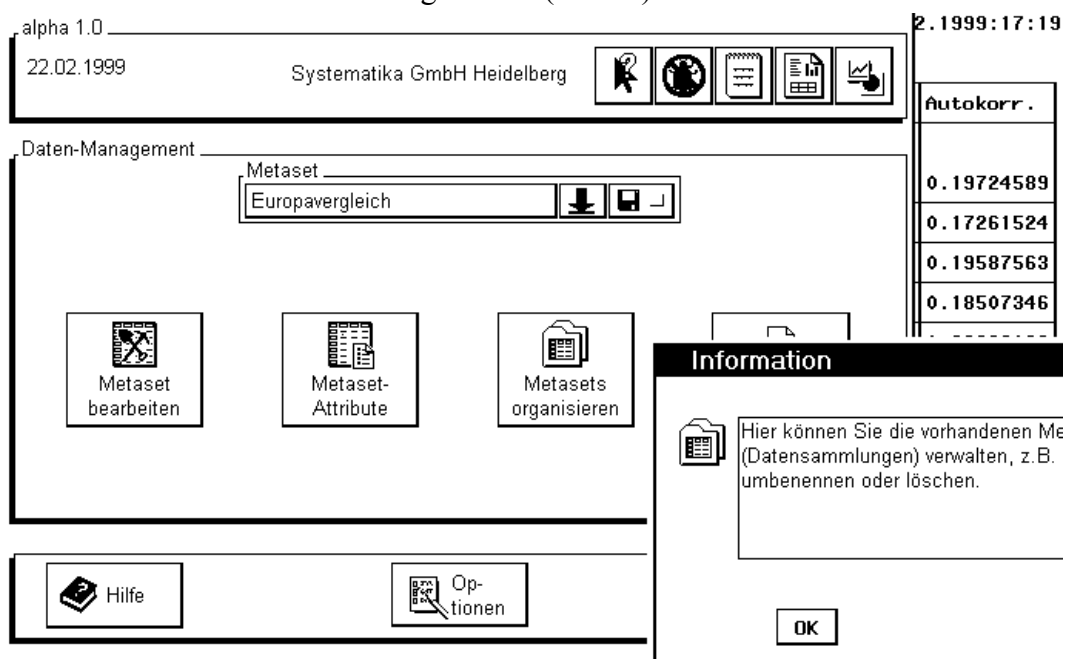 alpha 1.0
22.02.1999
Systematika GmbH Heidelberg
2.1999:17:19
Autokorr.
0.19724589
0.17261524
0.19587563
0.18507346
Daten-Management
Metaset
Europavergleich
Metaset
bearbeiten
Metaset-
Attribute
Metasets
organisieren
Information
Hier können Sie die vorhandenen Me
(Datensammlungen) verwalten, z.B.
umbenennen oder löschen.
OK
Hilfe
Op-
tionen